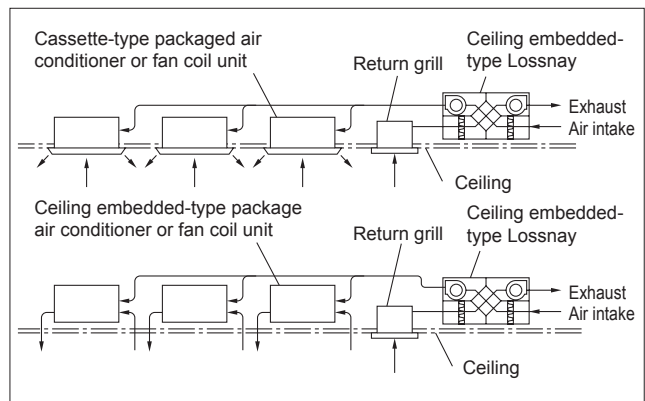 Cassette-type packaged air
conditioner or fan coil unit
Return grill
Ceiling embedded-
type Lossnay
Exhaust
Air intake
Ceiling
Ceiling embedded-type package
air conditioner or fan coil unit
Return grill
Ceiling embedded-
type Lossnay
Exhaust
Air intake
Ceiling